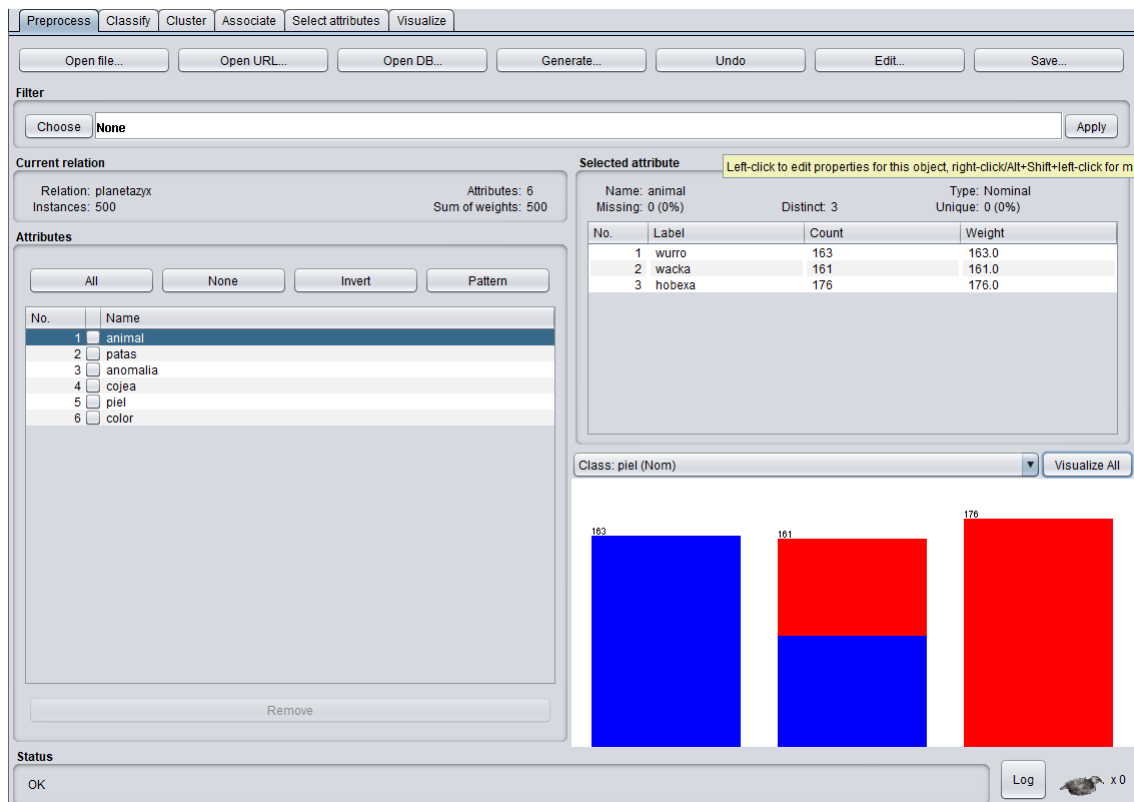 Preprocess Classify Cluster Associate Select attributes Visualize
Open file... Open URL... Open DB... Generate... Undo Edit... Save...
Filter
Choose None Apply
Current relation
Relation: planetazyx Attributes: 6
Instances: 500 Sum of weights: 500
Selected attribute
Left-click to edit properties for this object, right-click/Alt+Shift+left-click for m
Name: animal Type: Nominal
Missing: 0 (0%) Distinct: 3 Unique: 0 (0%)
No. Label Count Weight
1 wurro 163 163.0
2 wacka 161 161.0
3 hobexa 176 176.0
Attributes
All None Invert Pattern
No. Name
1 animal
2 patas
3 anomalia
4 cojea
5 piel
6 color
Remove
Class: piel (Nom) Visualize All
163 161 176
Status
OK
Log x 0